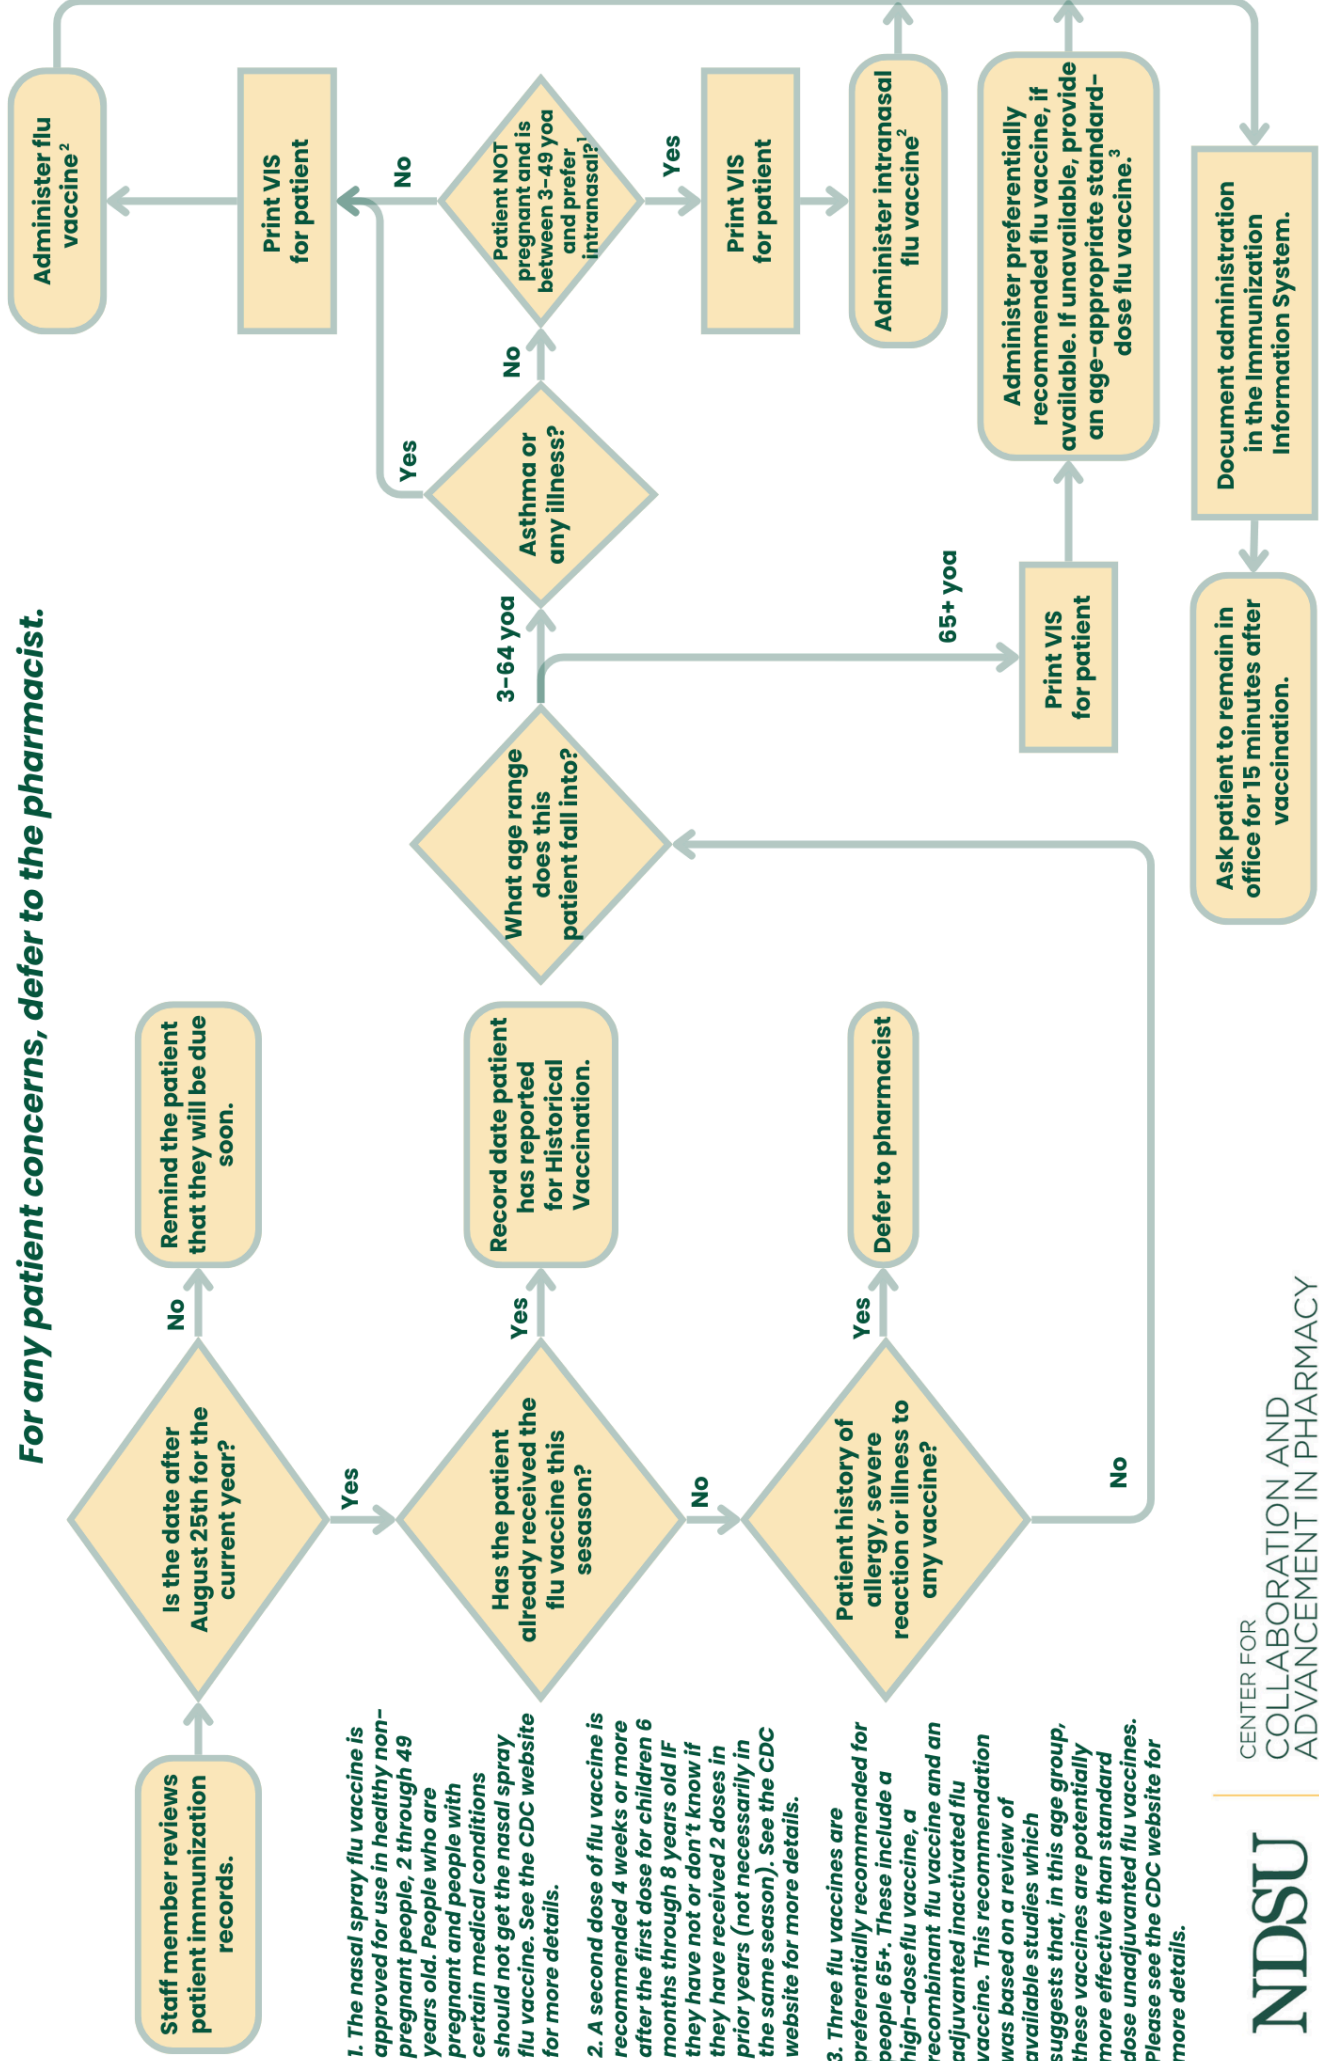 For any patient concerns, defer to the pharmacist.
Staff member reviews
patient immunization
records.
Is the date after
August 25th for the
current year?
No
Remind the patient
that they will be due
soon.
Yes
Has the patient
already received the
flu vaccine this
season?
Yes
Record date patient
has reported
for Historical
Vaccination.
No
Patient history of
allergy, severe
reaction or illness to
any vaccine?
Yes
Defer to pharmacist
No
What age range
does this
patient fall into?
3-64 yoa
65+ yoa
Asthma or
any illness?
Yes
No
Patient NOT
pregnant and is
between 3-49 yoa
and prefer
intranasal?¹
No
Print VIS
for patient
Administer flu
vaccine²
Yes
Print VIS
for patient
Administer intranasal
flu vaccine²
Print VIS
for patient
Administer preferentially
recommended flu vaccine, if
available. If unavailable, provide
an age-appropriate standard-
dose flu vaccine.³
Document administration
in the Immunization
Information System.
Ask patient to remain in
office for 15 minutes after
vaccination.
1. The nasal spray flu vaccine is
approved for use in healthy non-
pregnant people, 2 through 49
years old. People who are
pregnant and people with
certain medical conditions
should not get the nasal spray
flu vaccine. See the CDC website
for more details.
2. A second dose of flu vaccine is
recommended 4 weeks or more
after the first dose for children 6
months through 8 years old IF
they have not or don't know if
they have received 2 doses in
prior years (not necessarily in
the same season). See the CDC
website for more details.
3. Three flu vaccines are
preferentially recommended for
people 65+. These include a
high-dose flu vaccine, a
recombinant flu vaccine and an
adjuvanted inactivated flu
vaccine. This recommendation
was based on a review of
available studies which
suggests that, in this age group,
these vaccines are potentially
more effective than standard
dose unadjuvanted flu vaccines.
Please see the CDC website for
more details.
NDSU
CENTER FOR
COLLABORATION AND
ADVANCEMENT IN PHARMACY